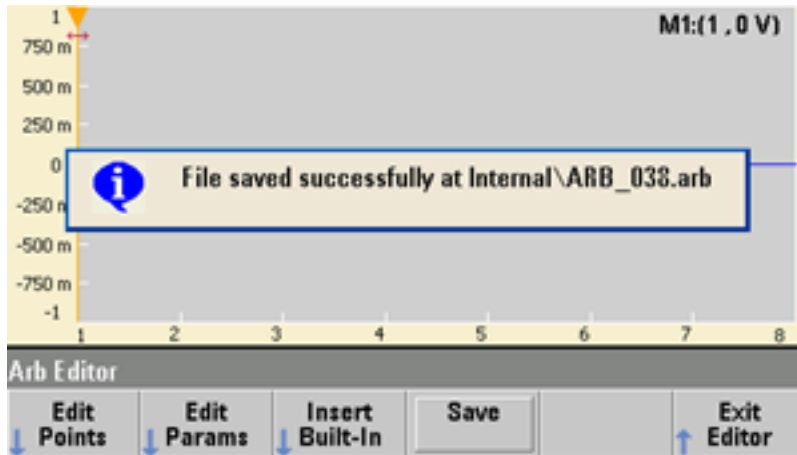 1
M1:(1 , 0 V)
750 m
500 m
250 m
0
File saved successfully at Internal\ARB_038.arb
-250 m
-500 m
-750 m
-1
1 2 3 4 5 6 7 8
Arb Editor
Edit Points
Edit Params
Insert Built-In
Save
Exit Editor